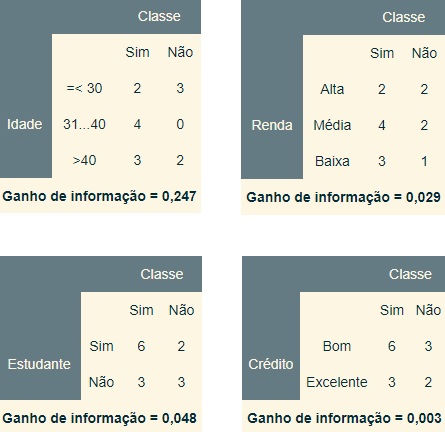 Classe
Sim Não
=< 30 2 3
Idade 31...40 4 0
>40 3 2
Ganho de informação = 0,247
Classe
Sim Não
Alta 2 2
Renda Média 4 2
Baixa 3 1
Ganho de informação = 0,029
Classe
Sim Não
Sim 6 2
Estudante
Não 3 3
Ganho de informação = 0,048
Classe
Sim Não
Bom 6 3
Crédito
Excelente 3 2
Ganho de informação = 0,003